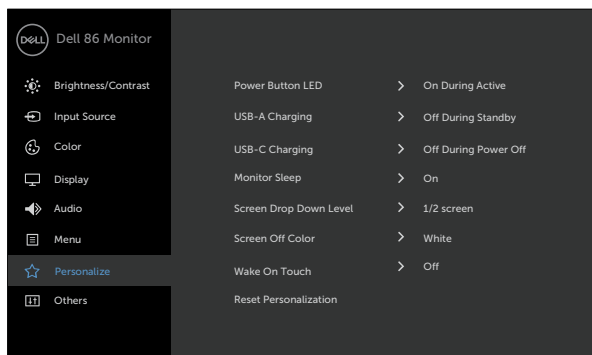 DELL Dell 86 Monitor
Brightness/Contrast
Input Source
Color
Display
Audio
Menu
Personalize
Others
Power Button LED > On During Active
USB-A Charging > Off During Standby
USB-C Charging > Off During Power Off
Monitor Sleep > On
Screen Drop Down Level > 1/2 screen
Screen Off Color > White
Wake On Touch > Off
Reset Personalization